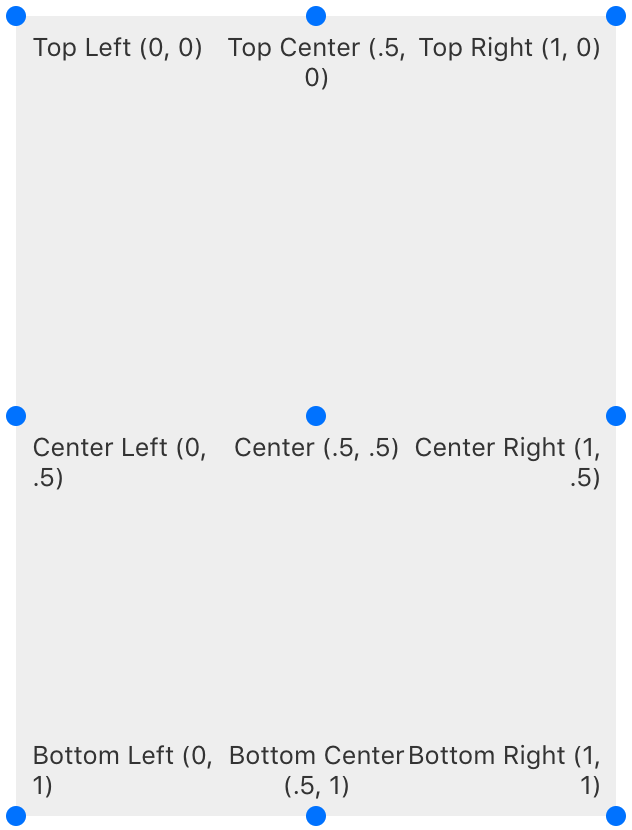 Top Left (0, 0)
Top Center (.5,
0)
Top Right (1, 0)
Center Left (0,
.5)
Center (.5, .5)
Center Right (1,
.5)
Bottom Left (0,
1)
Bottom Center
(.5, 1)
Bottom Right (1,
1)